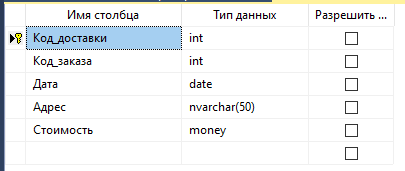 Имя столбца Тип данных Разрешить ...
Код_доставки int
Код_заказа int
Дата date
Адрес nvarchar(50)
Стоимость money